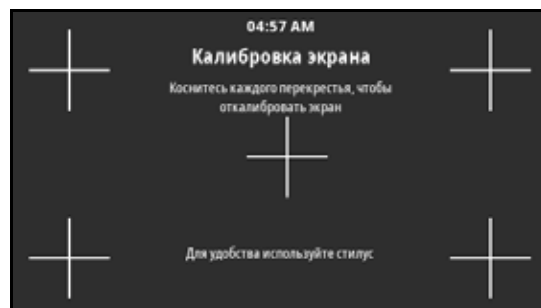 04:57 AM
Калибровка экрана
Коснитесь каждого перекрестья, чтобы
откалибровать экран
Для удобства используйте стилус